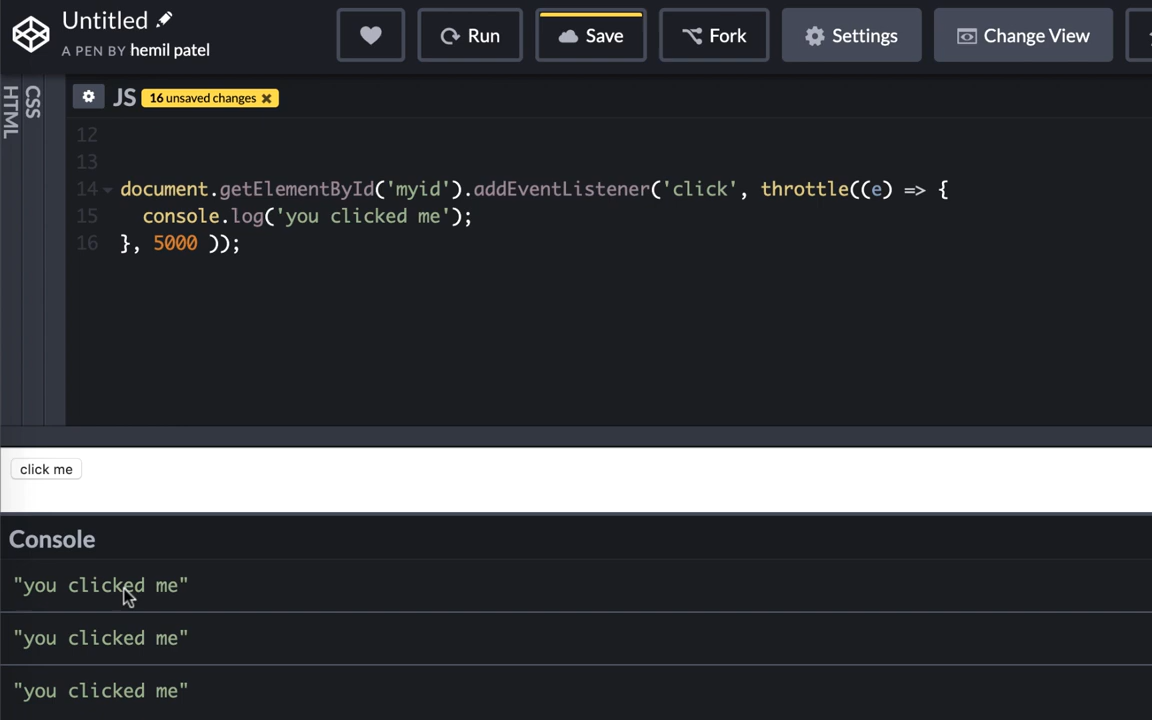 Untitled
A PEN BY hemil patel
Run
Save
Fork
Settings
Change View
HTML
CSS
JS
16 unsaved changes ×
12
13
14 document.getElementById('myid').addEventListener('click', throttle((e) => {
15 console.log('you clicked me');
16 }, 5000 ));
click me
Console
"you clicked me"
"you clicked me"
"you clicked me"